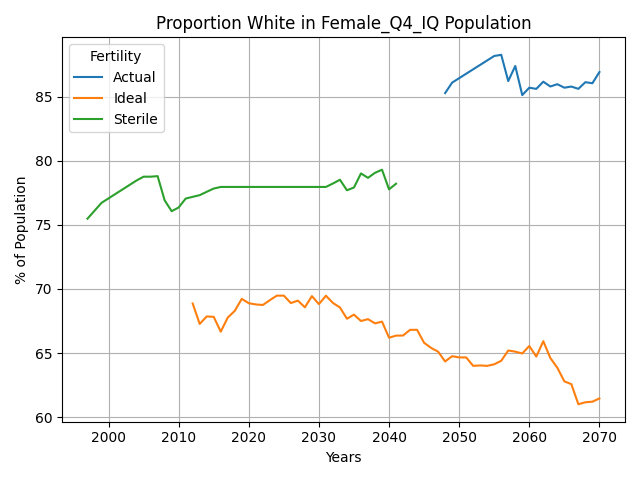 Proportion White in Female_Q4_IQ Population
Fertility
Actual
Ideal
Sterile
% of Population
85
80
75
70
65
60
2000
2010
2020
2030
2040
2050
2060
2070
Years